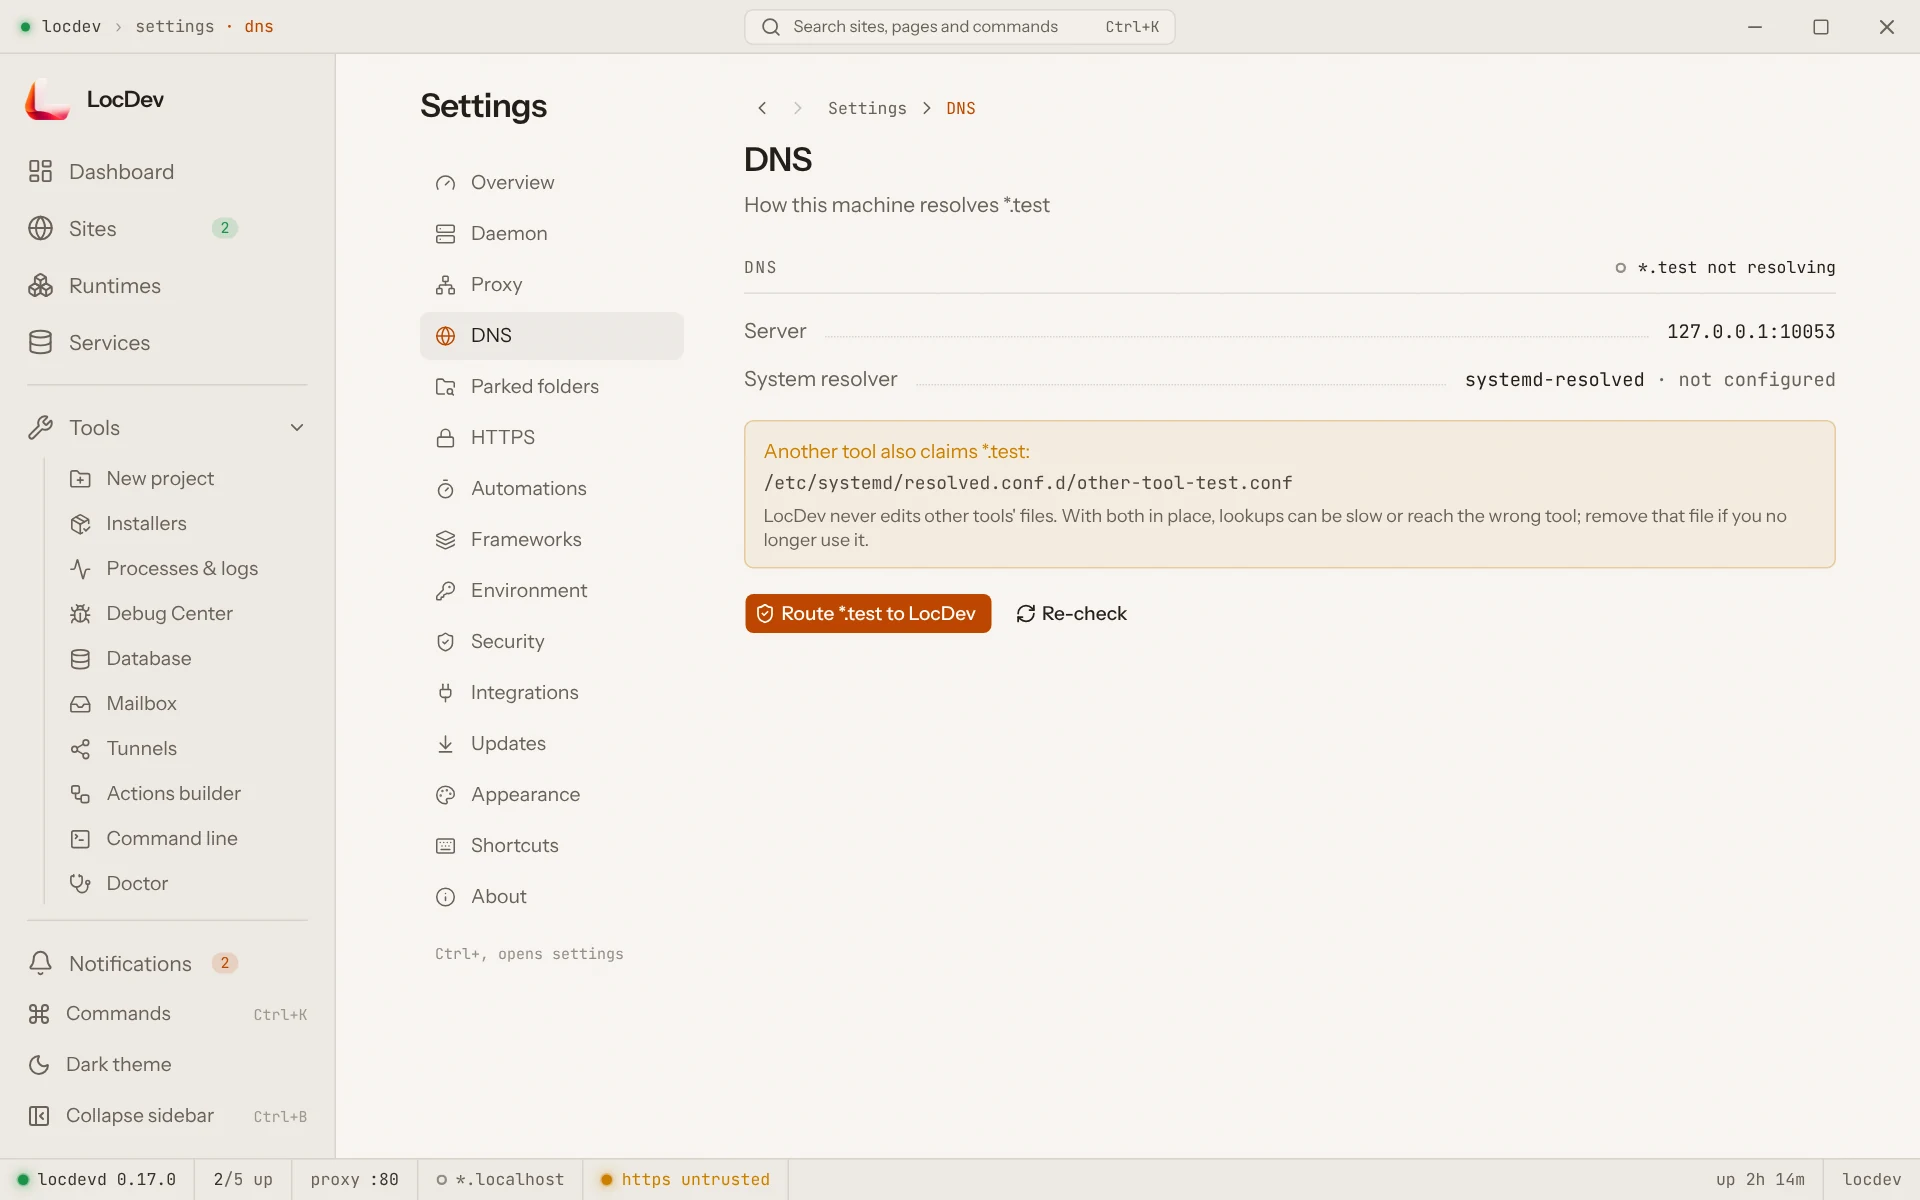 locdev › settings · dns
Search sites, pages and commands Ctrl+K
LocDev
Dashboard
Sites 2
Runtimes
Services
Tools
New project
Installers
Processes & logs
Debug Center
Database
Mailbox
Tunnels
Actions builder
Command line
Doctor
Notifications 2
Commands Ctrl+K
Dark theme
Collapse sidebar Ctrl+B
Settings
Overview
Daemon
Proxy
DNS
Parked folders
HTTPS
Automations
Frameworks
Environment
Security
Integrations
Updates
Appearance
Shortcuts
About
Ctrl+, opens settings
Settings > DNS
DNS
How this machine resolves *.test
DNS *.test not resolving
Server 127.0.0.1:10053
System resolver systemd-resolved · not configured
Another tool also claims *.test:
/etc/systemd/resolved.conf.d/other-tool-test.conf
LocDev never edits other tools' files. With both in place, lookups can be slow or reach the wrong tool; remove that file if you no
longer use it.
Route *.test to LocDev Re-check
locdevd 0.17.0 2/5 up proxy :80 *.localhost https untrusted up 2h 14m locdev